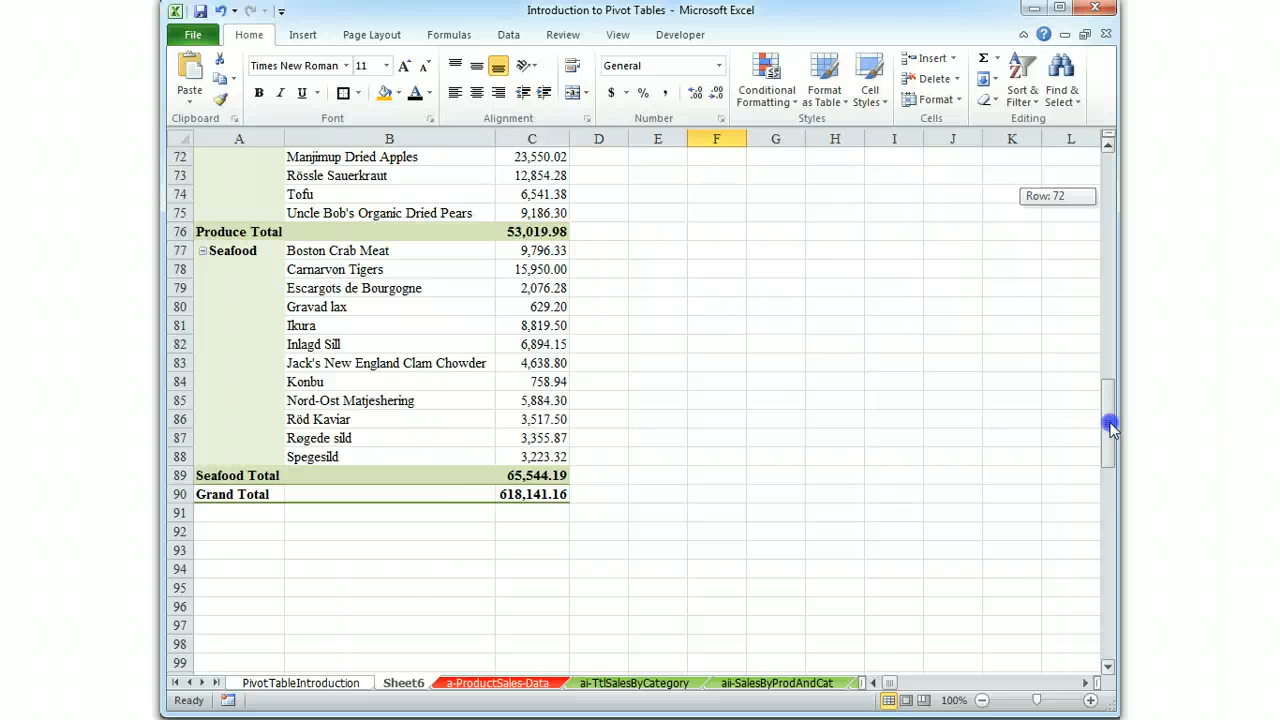 Introduction to Pivot Tables - Microsoft Excel
File Home Insert Page Layout Formulas Data Review View Developer
Times New Roman 11 General Insert Σ
Paste B I U $ % , Conditional Formatting Format as Table Cell Styles Delete Sort & Filter Find & Select
Format
Clipboard Font Alignment Number Styles Cells Editing
A B C D E F G H I J K L
72 Manjimup Dried Apples 23,550.02
73 Rössle Sauerkraut 12,854.28
74 Tofu 6,541.38 Row: 72
75 Uncle Bob's Organic Dried Pears 9,186.30
76 Produce Total 53,019.98
77 Seafood Boston Crab Meat 9,796.33
78 Carnarvon Tigers 15,950.00
79 Escargots de Bourgogne 2,076.28
80 Gravad lax 629.20
81 Ikura 8,819.50
82 Inlagd Sill 6,894.15
83 Jack's New England Clam Chowder 4,638.80
84 Konbu 758.94
85 Nord-Ost Matjeshering 5,884.30
86 Röd Kaviar 3,517.50
87 Røgede sild 3,355.87
88 Spegesild 3,223.32
89 Seafood Total 65,544.19
90 Grand Total 618,141.16
91
92
93
94
95
96
97
98
99
PivotTableIntroduction Sheet6 a-ProductSales-Data ai-TtlSalesByCategory aii-SalesByProdAndCat
Ready 100%